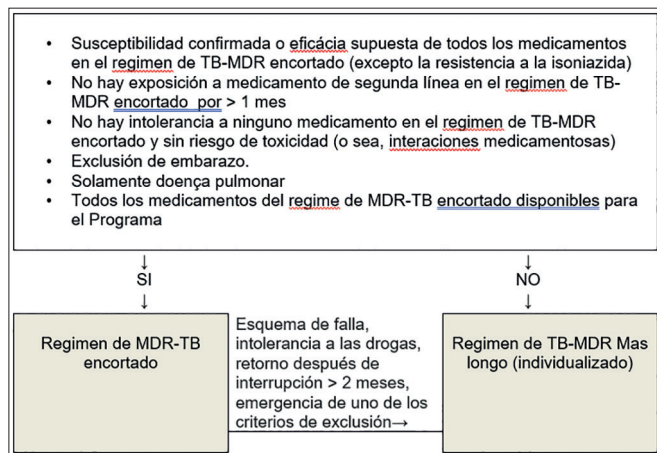 • Susceptibilidad confirmada o eficácia supuesta de todos los medicamentos
en el regimen de TB-MDR encortado (excepto la resistencia a la isoniazida)
• No hay exposición a medicamento de segunda línea en el regimen de TB-
MDR encortado por > 1 mes
• No hay intolerancia a ninguno medicamento en el regimen de TB-MDR
encortado y sin riesgo de toxicidad (o sea, interaciones medicamentosas)
• Exclusión de embarazo.
• Solamente doença pulmonar
• Todos los medicamentos del regime de MDR-TB encortado disponibles para
el Programa
↓
SI
↓
↓
NO
↓
Regimen de MDR-TB
encortado
Esquema de falla,
intolerancia a las drogas,
retorno después de
interrupción > 2 meses,
emergencia de uno de los
criterios de exclusión→
Regimen de TB-MDR Mas
longo (individualizado)